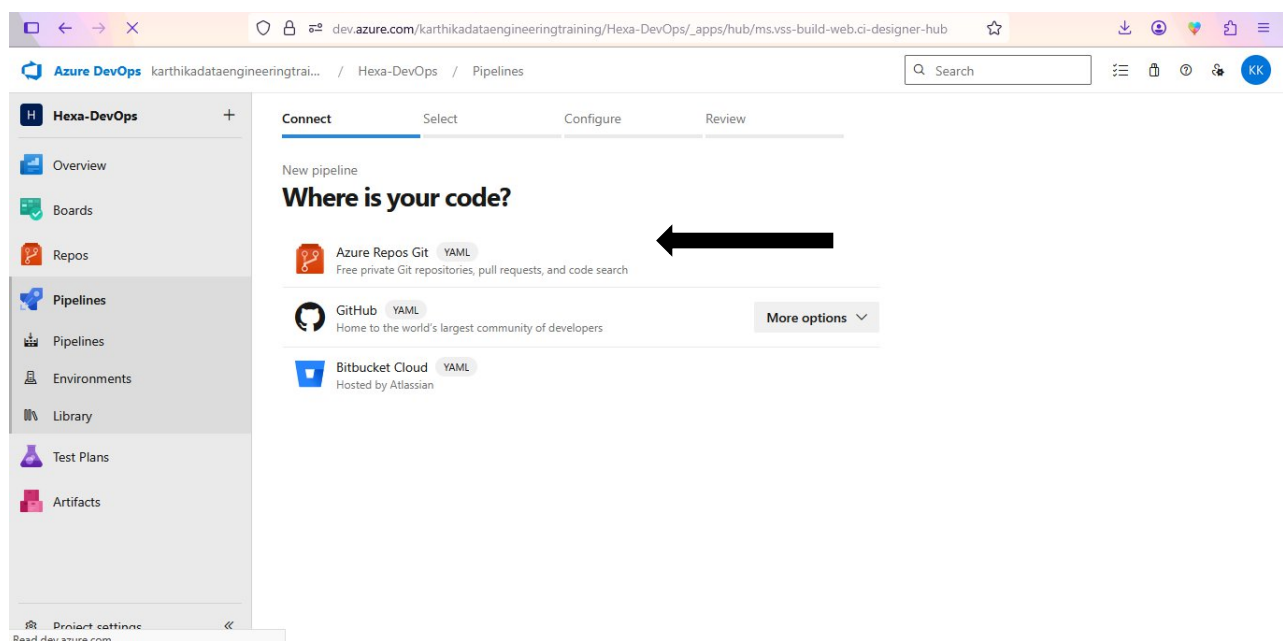 dev.azure.com/karthikadataengineeringtraining/Hexa-DevOps/_apps/hub/ms.vss-build-web.ci-designer-hub
Azure DevOps karthikadataengineeringtrai... / Hexa-DevOps / Pipelines
Search
KK
H Hexa-DevOps +
Overview
Boards
Repos
Pipelines
Pipelines
Environments
Library
Test Plans
Artifacts
Project settings
Read dev.azure.com
Connect Select Configure Review
New pipeline
Where is your code?
Azure Repos Git YAML
Free private Git repositories, pull requests, and code search
GitHub YAML
Home to the world's largest community of developers
More options
Bitbucket Cloud YAML
Hosted by Atlassian